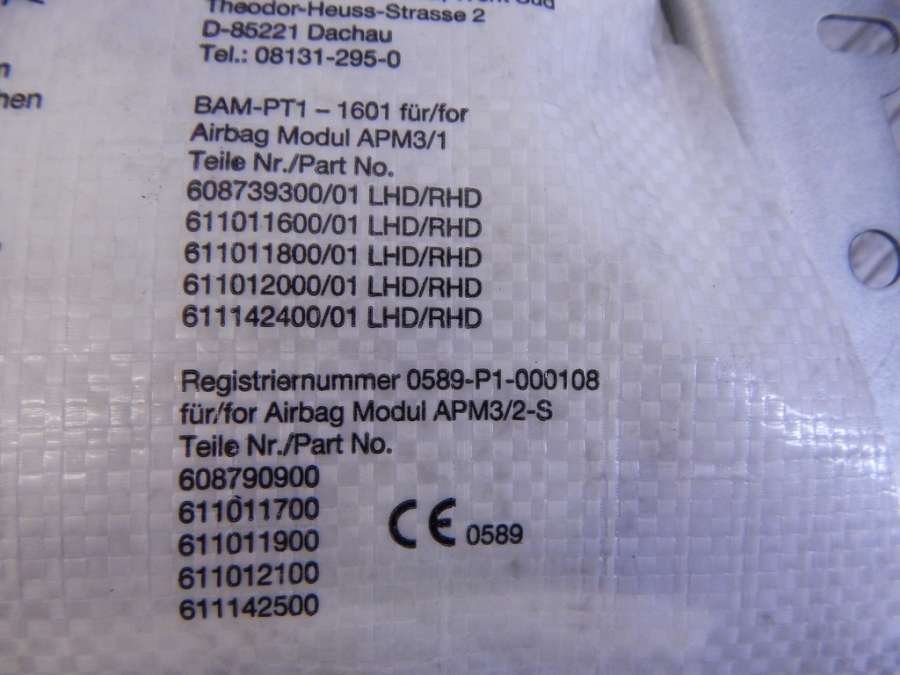 Theodor-Heuss-Strasse 2
D-85221 Dachau
Tel.: 08131-295-0
hen
BAM-PT1 – 1601 für/for
Airbag Modul APM3/1
Teile Nr./Part No.
608739300/01 LHD/RHD
611011600/01 LHD/RHD
611011800/01 LHD/RHD
611012000/01 LHD/RHD
611142400/01 LHD/RHD
Registriernummer 0589-P1-000108
für/for Airbag Modul APM3/2-S
Teile Nr./Part No.
608790900
611011700
611011900
611012100
611142500
CE 0589